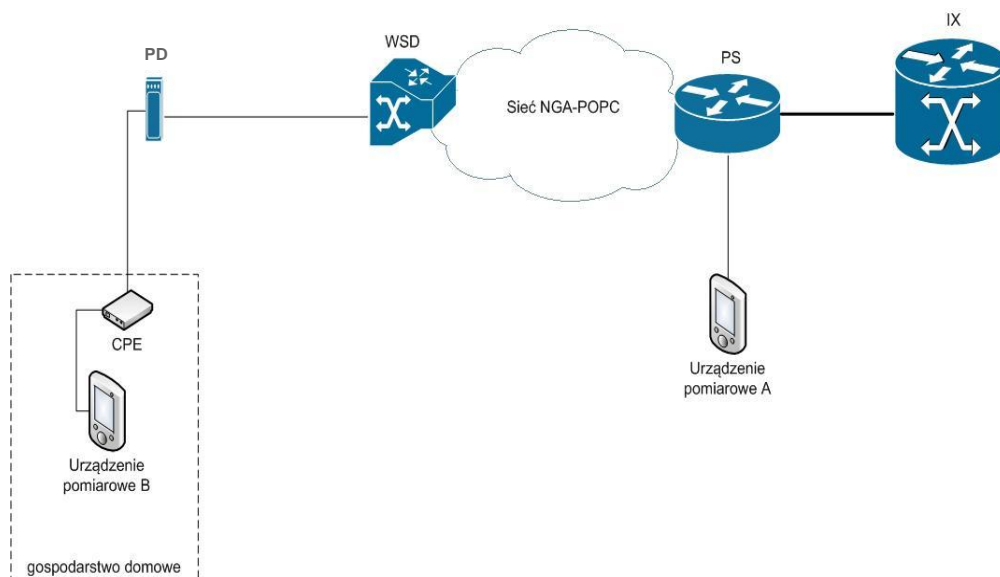 IX
WSD
PD
PS
Sieć NGA-POPC
CPE
Urządzenie
pomiarowe A
Urządzenie
pomiarowe B
gospodarstwo domowe